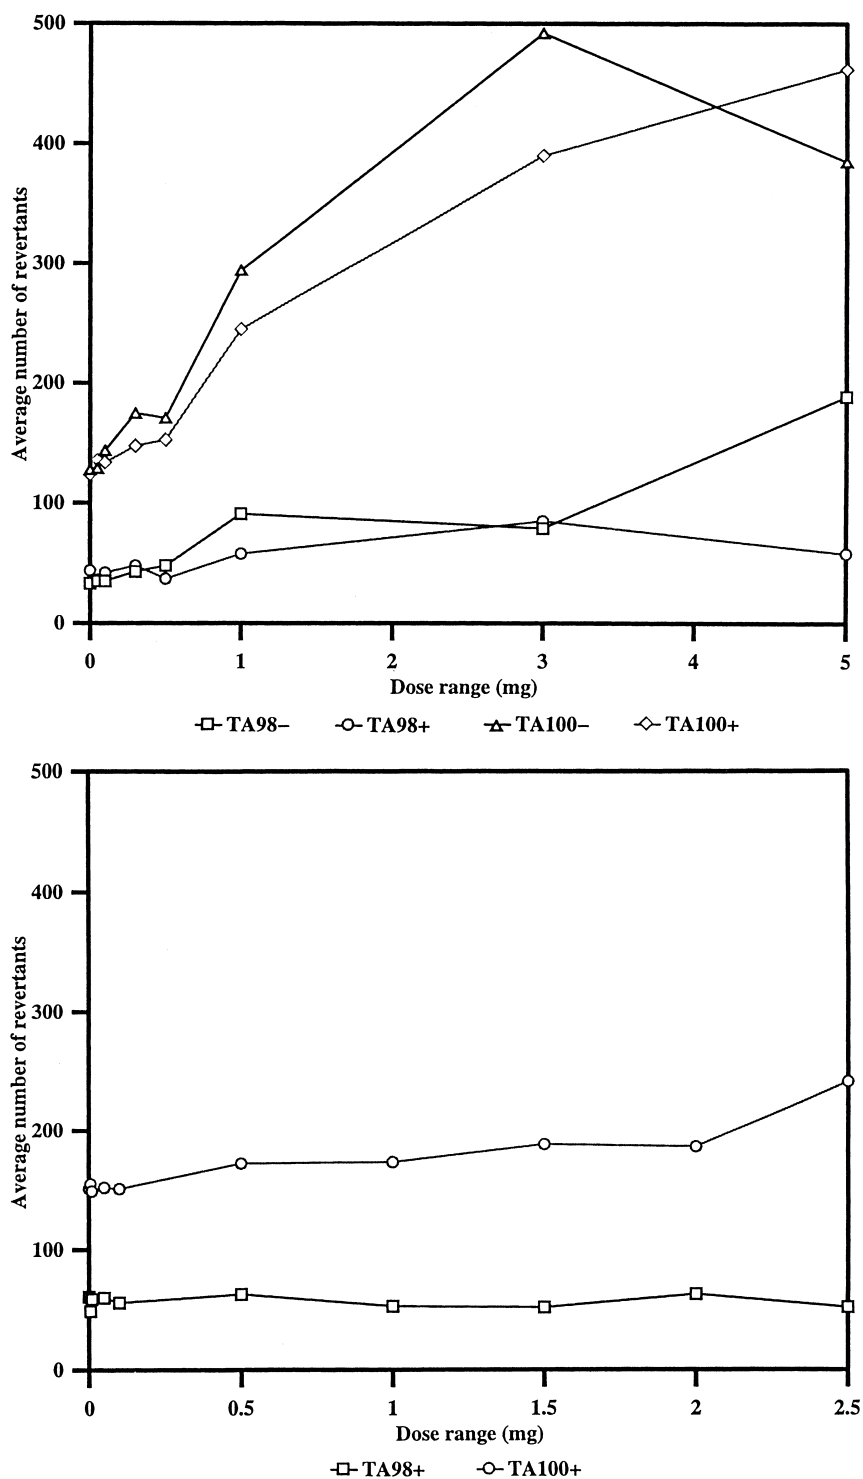 500
400
300
200
100
0
Average number of revertants
0 1 2 3 4 5
Dose range (mg)
TA98− TA98+ TA100− TA100+
500
400
300
200
100
0
Average number of revertants
0 0.5 1 1.5 2 2.5
Dose range (mg)
TA98+ TA100+